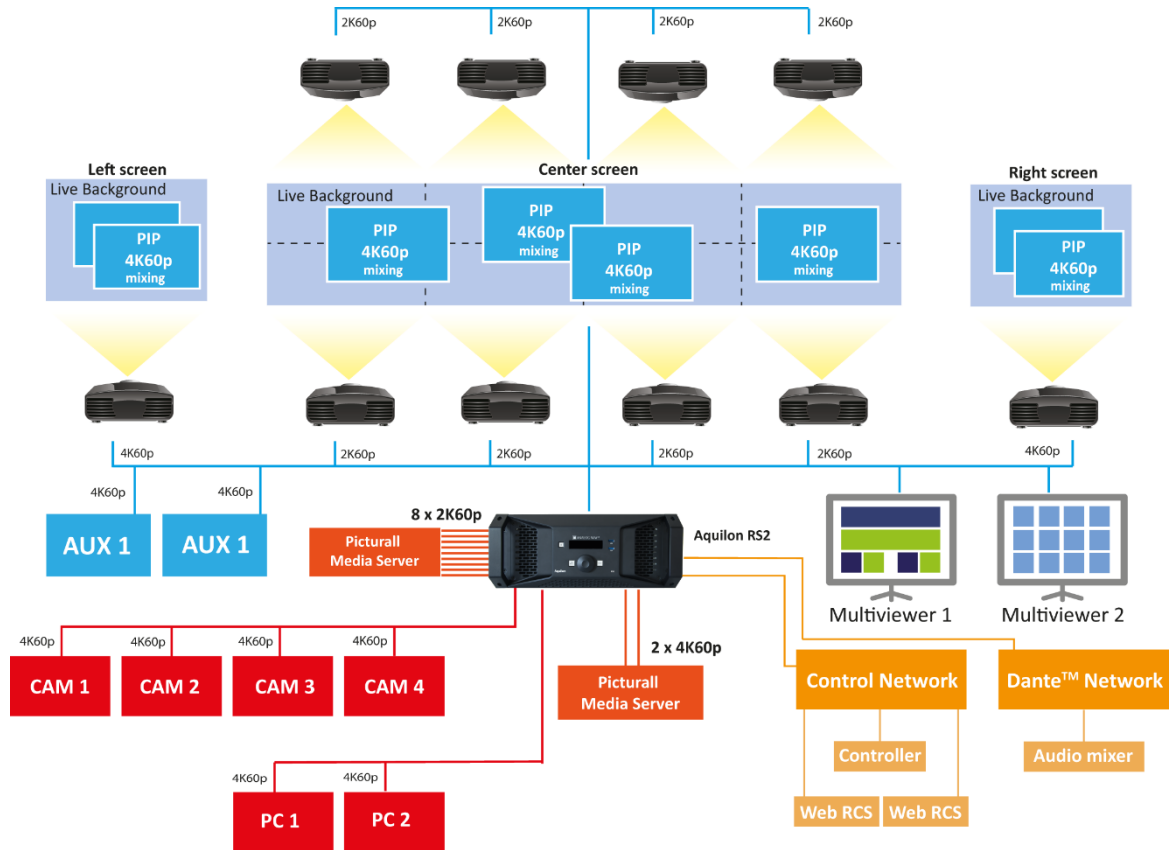 2K60p 2K60p 2K60p 2K60p
Left screen
Live Background
PIP
4K60p
mixing
Center screen
Live Background
PIP
4K60p
mixing
PIP
4K60p
mixing
PIP
4K60p
mixing
PIP
4K60p
mixing
Right screen
Live Background
PIP
4K60p
mixing
4K60p 2K60p 2K60p 2K60p 2K60p 4K60p
4K60p 4K60p
AUX 1 AUX 1
8 x 2K60p
Picturall
Media Server
Aquilon RS2
Multiviewer 1 Multiviewer 2
4K60p 4K60p 4K60p 4K60p
CAM 1 CAM 2 CAM 3 CAM 4
2 x 4K60p
Picturall
Media Server
Control Network
Dante™ Network
Controller
Audio mixer
Web RCS Web RCS
4K60p 4K60p
PC 1 PC 2